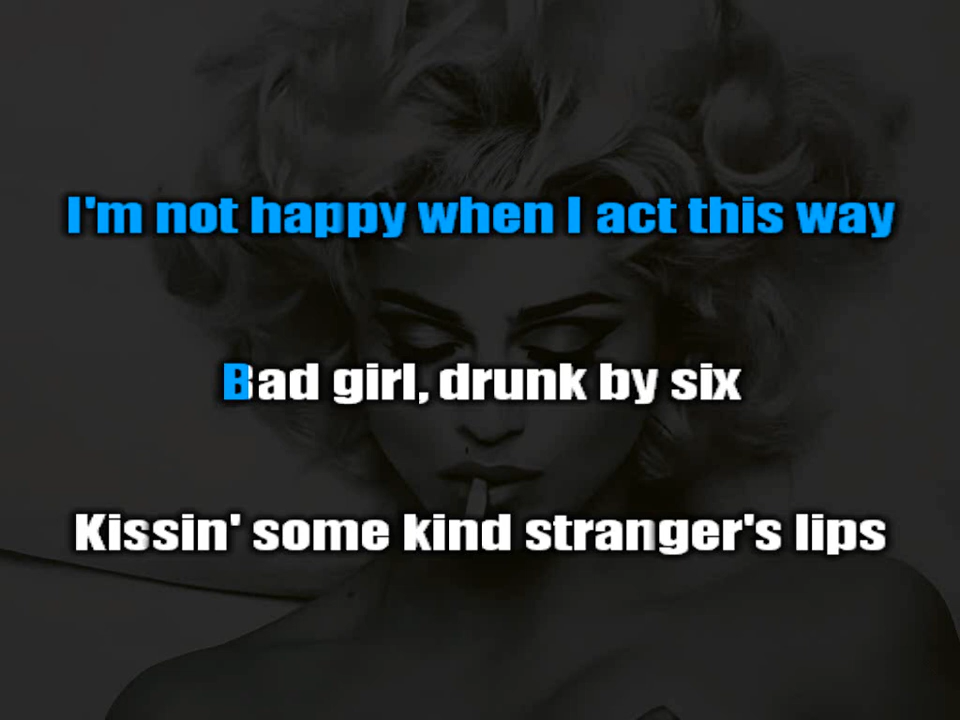 I'm not happy when I act this way
Bad girl, drunk by six
Kissin' some kind stranger's lips